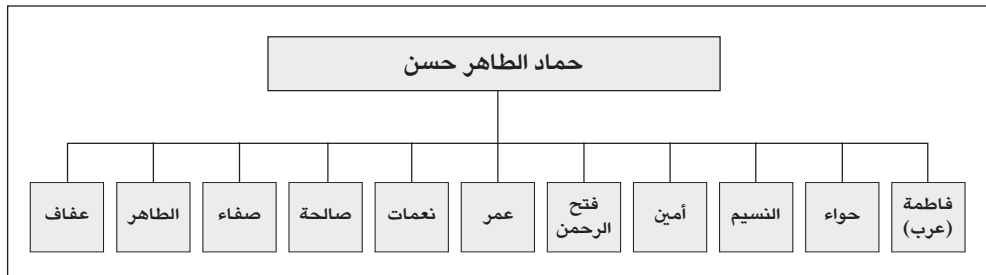 حماد الطاهر حسن
فاطمة
(عرب)
حواء
النسيم
أمين
فتح
الرحمن
عمر
نعمات
صالحة
صفاء
الطاهر
عفاف